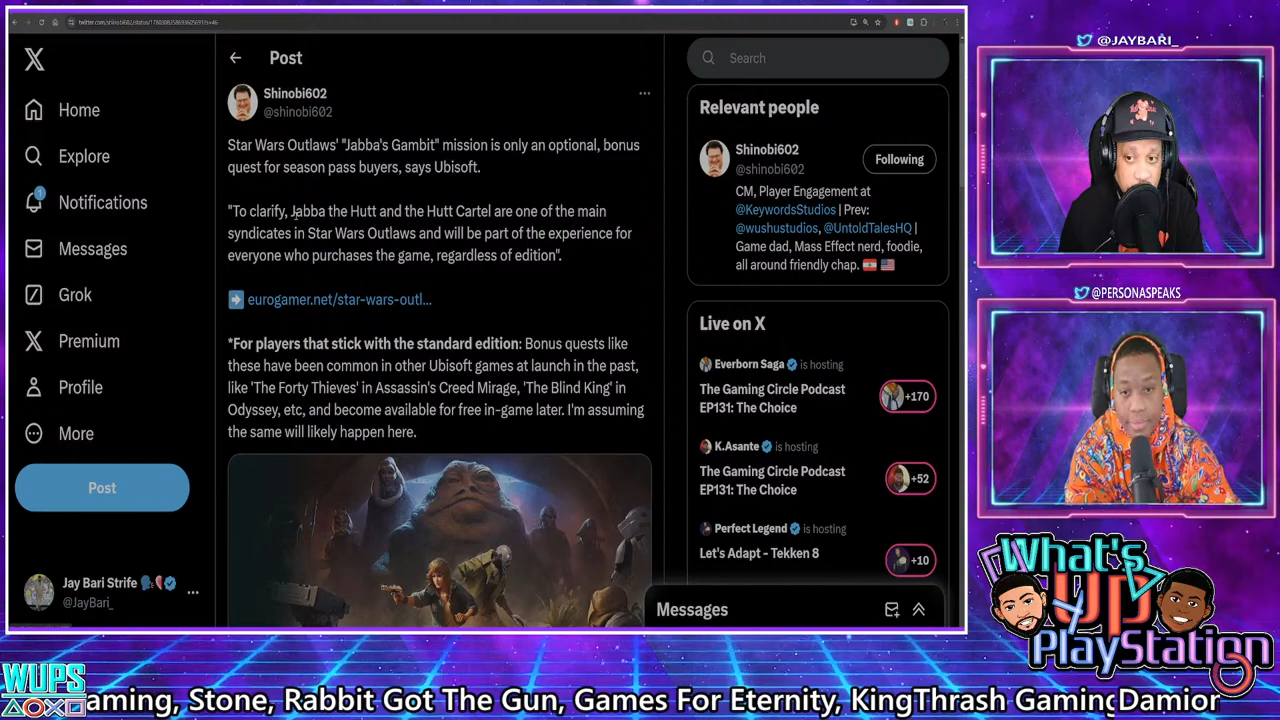 Post
Shinobi602
@shinobi602
Star Wars Outlaws' "Jabba's Gambit" mission is only an optional, bonus
quest for season pass buyers, says Ubisoft.
"To clarify, Jabba the Hutt and the Hutt Cartel are one of the main
syndicates in Star Wars Outlaws and will be part of the experience for
everyone who purchases the game, regardless of edition".
eurogamer.net/star-wars-outl...
*For players that stick with the standard edition: Bonus quests like
these have been common in other Ubisoft games at launch in the past,
like 'The Forty Thieves' in Assassin's Creed Mirage, 'The Blind King' in
Odyssey, etc, and become available for free in-game later. I'm assuming
the same will likely happen here.
X
Home
Explore
1
Notifications
Messages
Grok
Premium
Profile
More
Post
Jay Bari Strife
@JayBari_
Search
Relevant people
Shinobi602
@shinobi602
Following
CM, Player Engagement at
@KeywordsStudios | Prev:
@wushustudios, @UntoldTalesHQ |
Game dad, Mass Effect nerd, foodie,
all around friendly chap.
Live on X
Everborn Saga is hosting
The Gaming Circle Podcast
EP131: The Choice
+170
K.Asante is hosting
The Gaming Circle Podcast
EP131: The Choice
+52
Perfect Legend is hosting
Let's Adapt - Tekken 8
+10
Messages
@JAYBARI_
@PERSONASPEAKS
What's
Up
PlayStation
WUPS
aming, Stone, Rabbit Got The Gun, Games For Eternity, KingThrash Gaming Damior